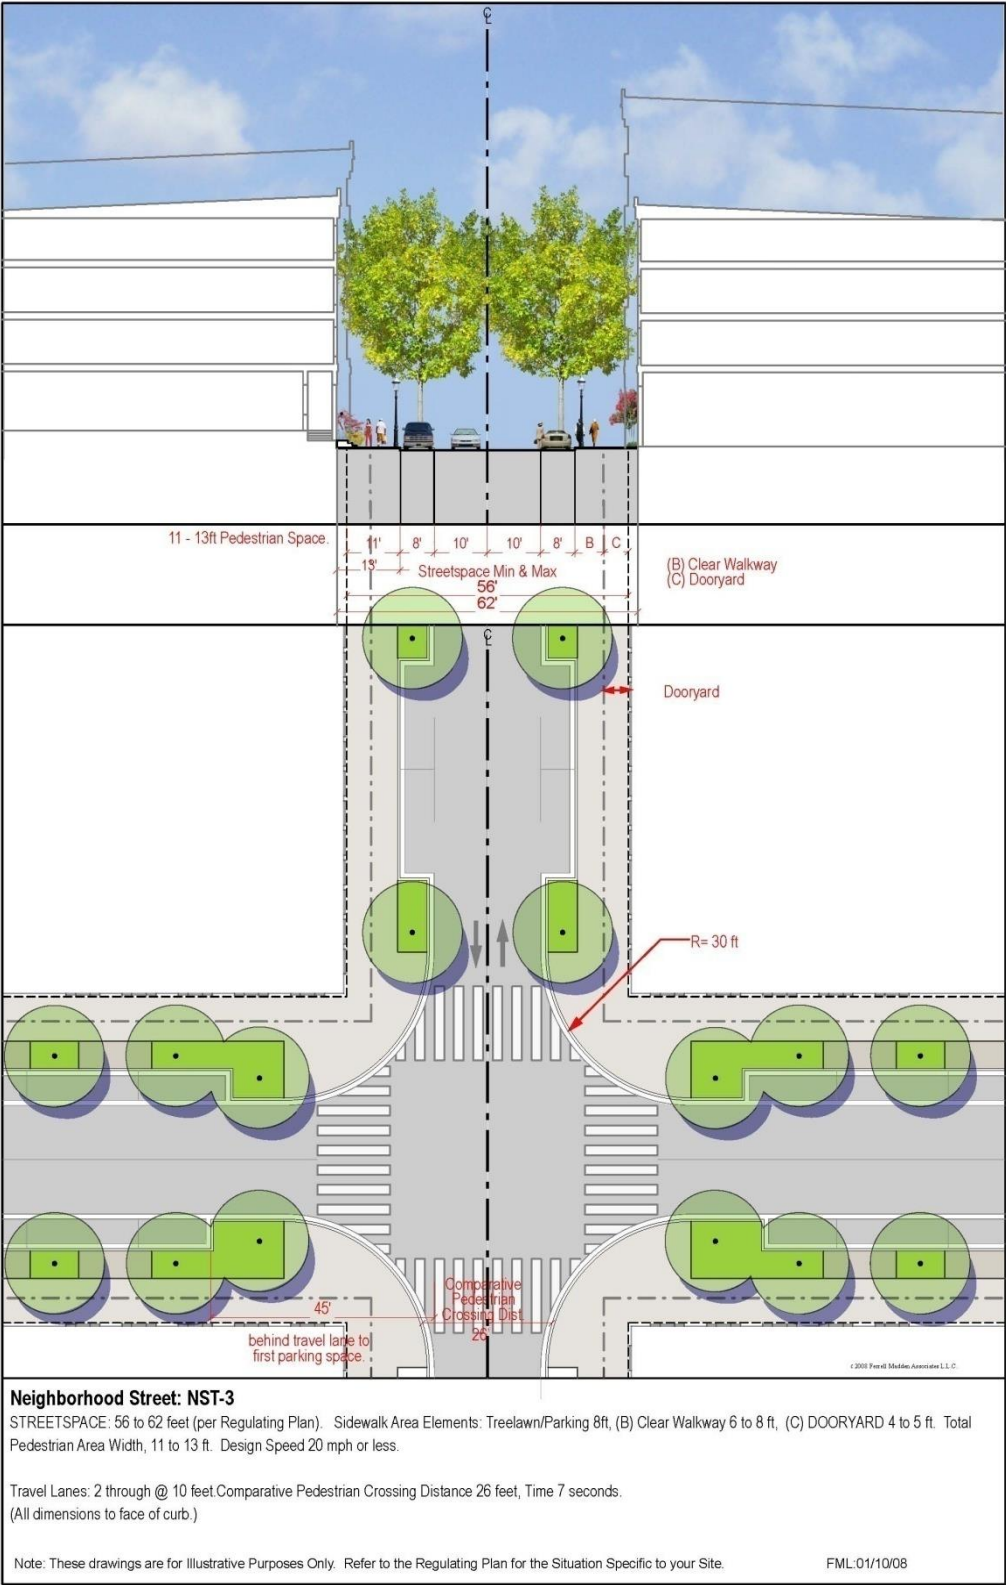 CL
11 - 13ft Pedestrian Space.
11' 8' 10' 10' 8' B C
13'
Streetspace Min & Max
56'
62'
(B) Clear Walkway
(C) Dooryard
CL
Dooryard
R= 30 ft
Comparative
Pedestrian
Crossing Dist.
26'
45'
behind travel lane to
first parking space.
Neighborhood Street: NST-3
STREETSPACE: 56 to 62 feet (per Regulating Plan). Sidewalk Area Elements: Treelawn/Parking 8ft, (B) Clear Walkway 6 to 8 ft, (C) DOORYARD 4 to 5 ft. Total
Pedestrian Area Width, 11 to 13 ft. Design Speed 20 mph or less.
Travel Lanes: 2 through @ 10 feet.Comparative Pedestrian Crossing Distance 26 feet, Time 7 seconds.
(All dimensions to face of curb.)
Note: These drawings are for Illustrative Purposes Only. Refer to the Regulating Plan for the Situation Specific to your Site. FML:01/10/08